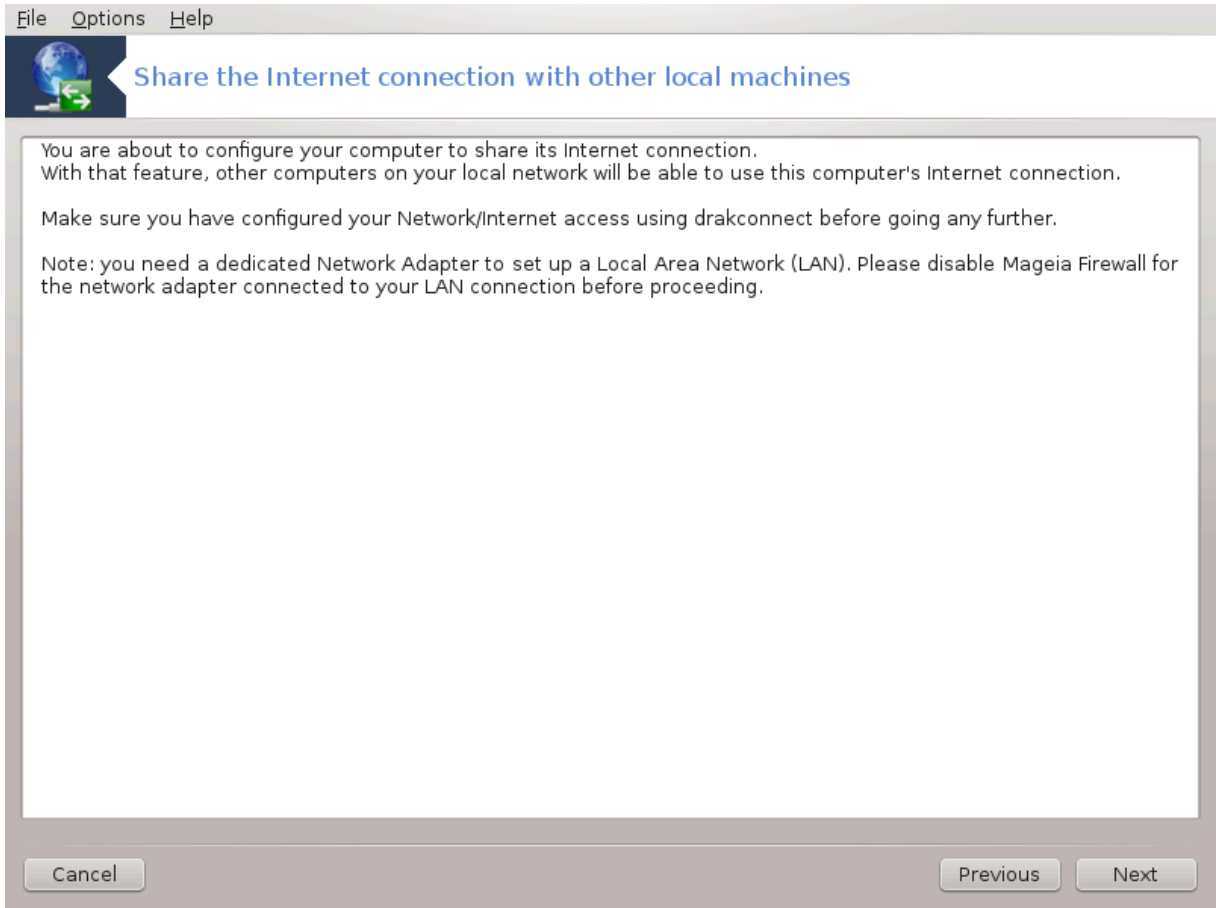 File Options Help
Share the Internet connection with other local machines
You are about to configure your computer to share its Internet connection.
With that feature, other computers on your local network will be able to use this computer's Internet connection.
Make sure you have configured your Network/Internet access using drakconnect before going any further.
Note: you need a dedicated Network Adapter to set up a Local Area Network (LAN). Please disable Mageia Firewall for
the network adapter connected to your LAN connection before proceeding.
Cancel Previous Next